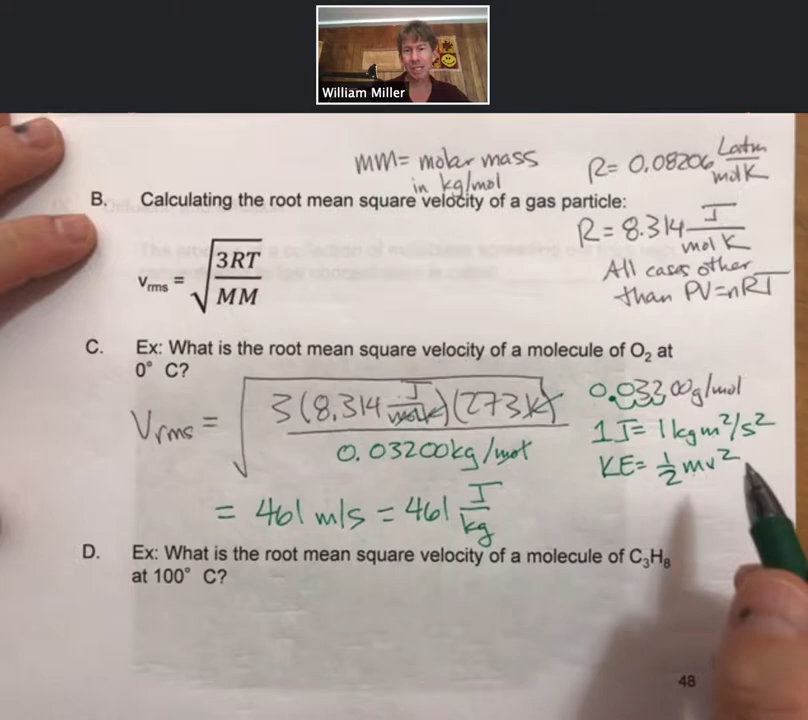 William Miller
MM= molar mass
in kg/mol
R= 0.08206 Latm/molK
B. Calculating the root mean square velocity of a gas particle:
R= 8.314 J/mol K
All cases other
than PV=nRT
vrms = √3RT/MM
C. Ex: What is the root mean square velocity of a molecule of O2 at
0° C?
0.03200g/mol
Vrms = √3(8.314 J/molK)(273K)/0.03200kg/mol
1J= 1kgm²/s²
KE= ½mv²
= 461 m/s = 461 J/kg
D. Ex: What is the root mean square velocity of a molecule of C3H8
at 100° C?
48